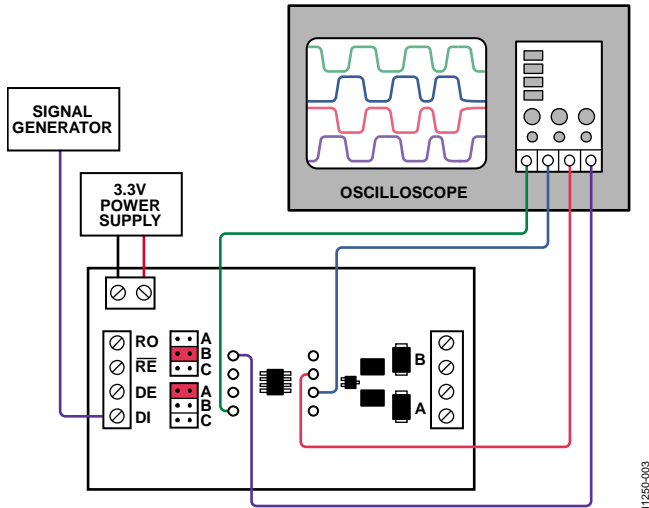 SIGNAL
GENERATOR
3.3V
POWER
SUPPLY
OSCILLOSCOPE
RO
RE
DE
DI
A
B
C
A
B
C
B
A
11250-003